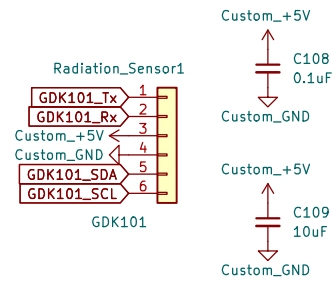 Radiation_Sensor1
GDK101_Tx 1
GDK101_Rx 2
Custom_+5V 3
Custom_GND 4
GDK101_SDA 5
GDK101_SCL 6
GDK101
Custom_+5V
C108
0.1uF
Custom_GND
Custom_+5V
C109
10uF
Custom_GND